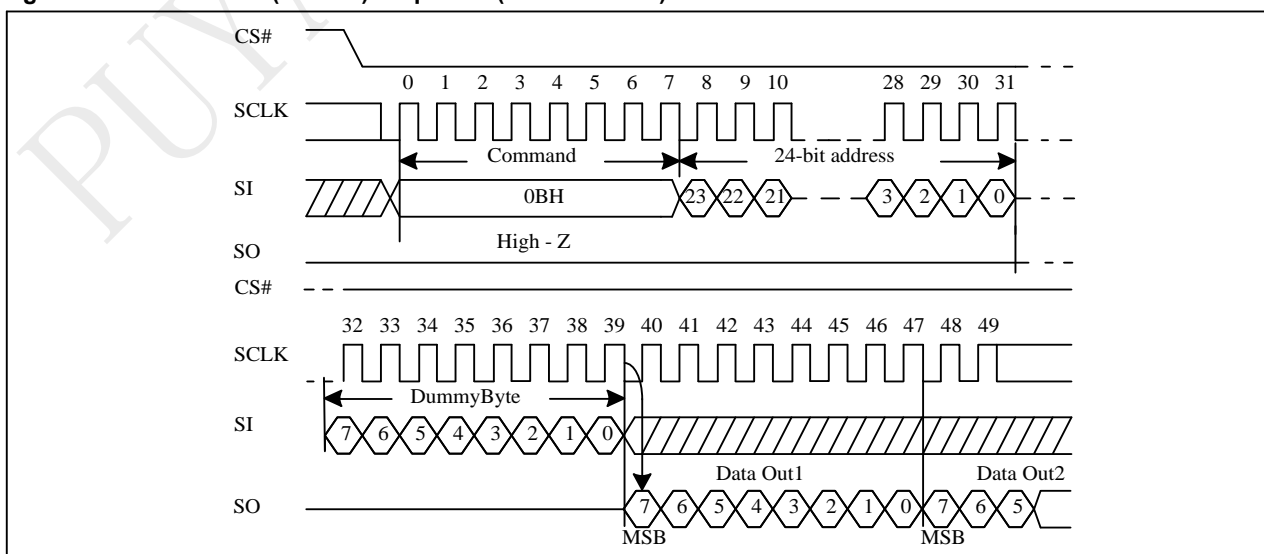 CS#
0 1 2 3 4 5 6 7 8 9 10 28 29 30 31
SCLK
Command 24-bit address
SI 0BH 23 22 21 3 2 1 0
High - Z
SO
CS#
32 33 34 35 36 37 38 39 40 41 42 43 44 45 46 47 48 49
SCLK
DummyByte
SI 7 6 5 4 3 2 1 0
Data Out1 Data Out2
SO 7 6 5 4 3 2 1 0 7 6 5
MSB MSB